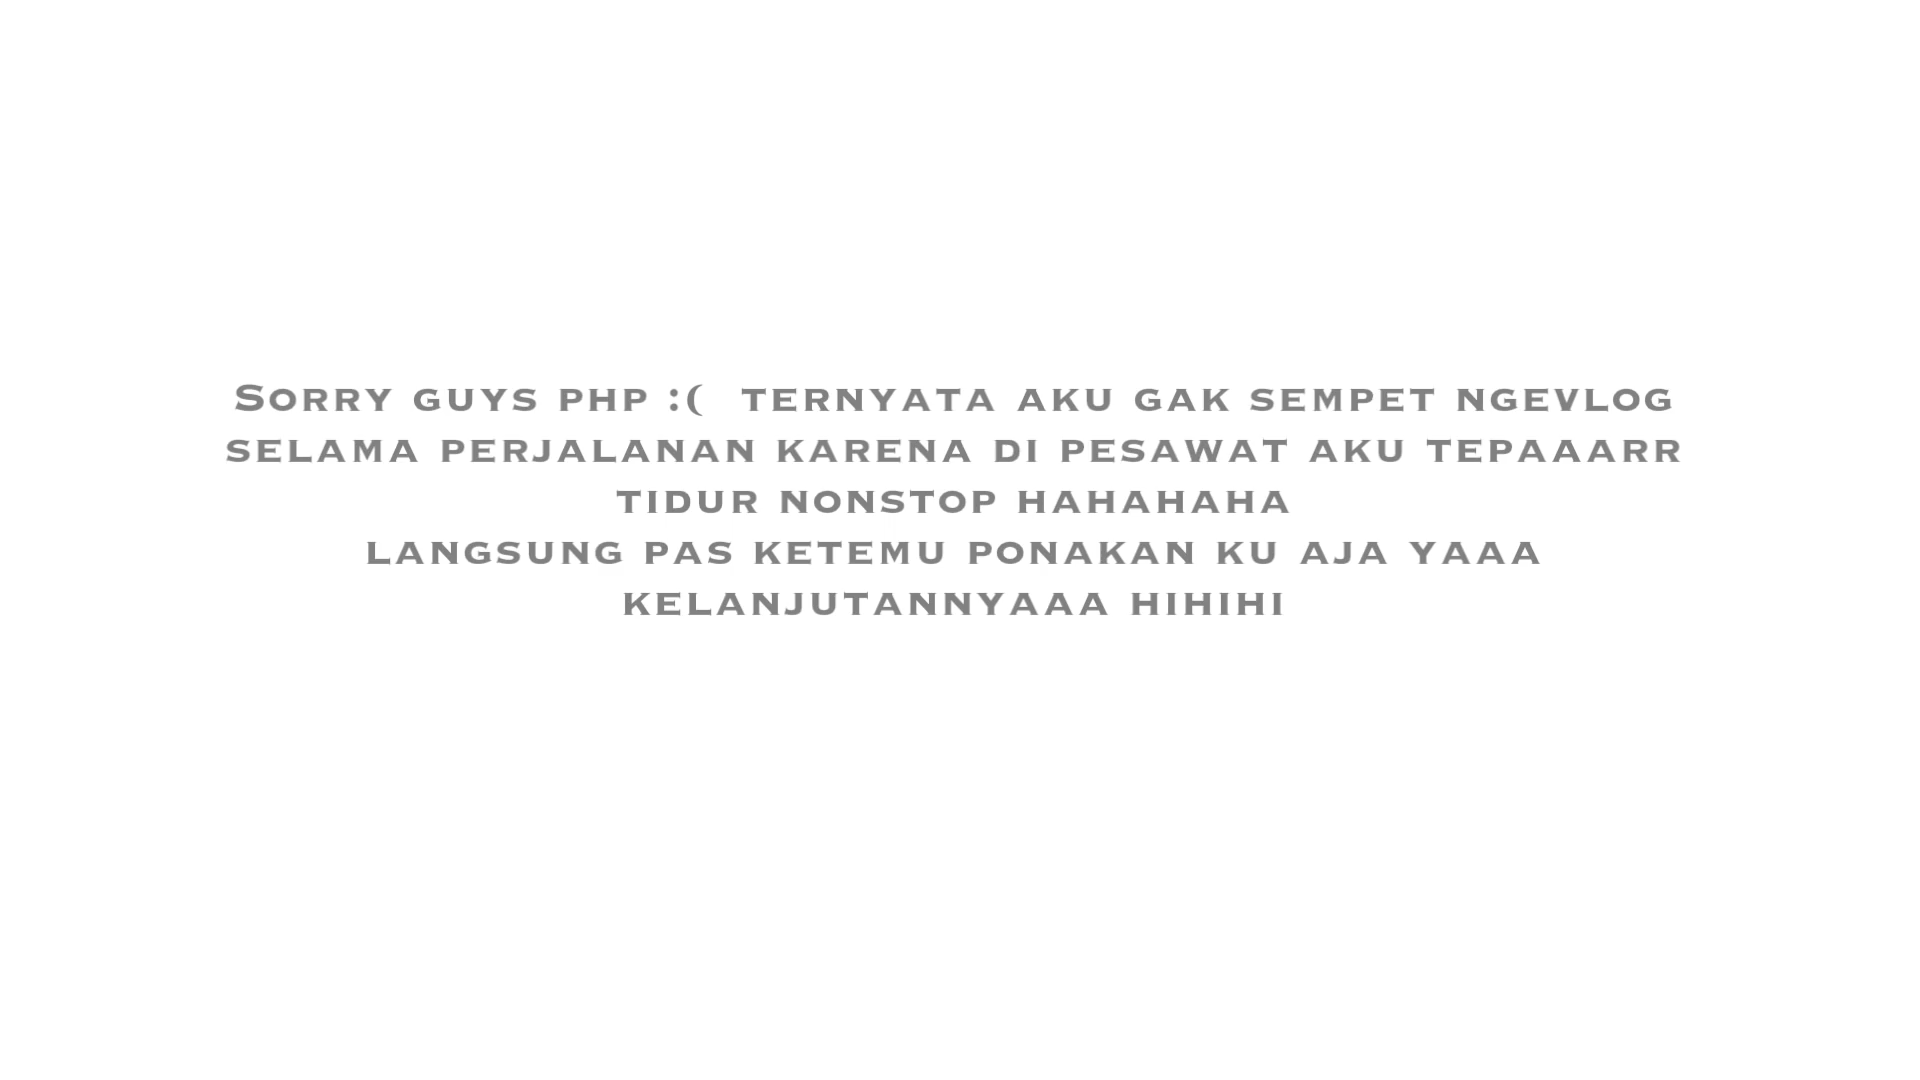 Sorry guys php :(  ternyata aku gak sempet ngevlog
selama perjalanan karena di pesawat aku tepaaarr
tidur nonstop hahahaha
langsung pas ketemu ponakan ku aja yaaa
kelanjutannyaaa hihihi